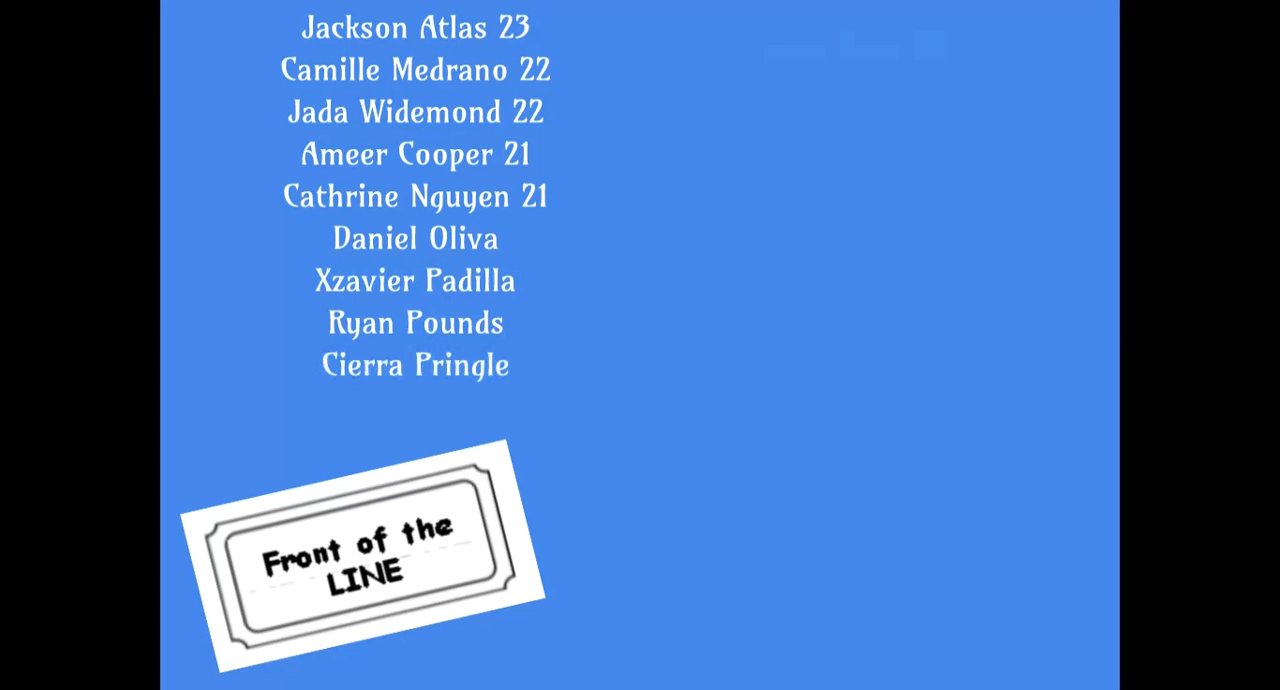 Jackson Atlas 23
Camille Medrano 22
Jada Widemond 22
Ameer Cooper 21
Cathrine Nguyen 21
Daniel Oliva
Xzavier Padilla
Ryan Pounds
Cierra Pringle
Front of the
LINE